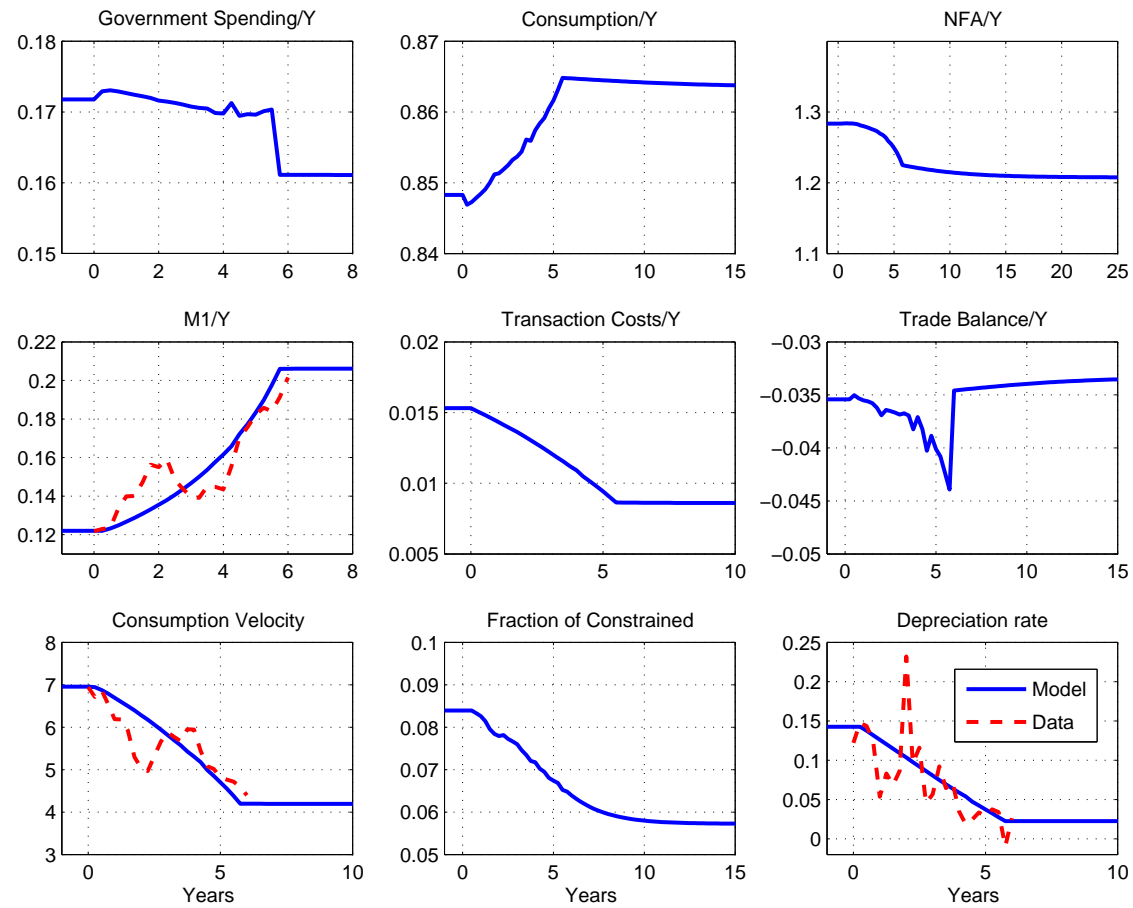 Government Spending/Y
0.18
0.17
0.16
0.15
0 2 4 6 8
Consumption/Y
0.87
0.86
0.85
0.84
0 5 10 15
NFA/Y
1.3
1.2
1.1
0 5 10 15 20 25
M1/Y
0.22
0.2
0.18
0.16
0.14
0.12
0 2 4 6 8
Transaction Costs/Y
0.02
0.015
0.01
0.005
0 5 10
Trade Balance/Y
−0.03
−0.035
−0.04
−0.045
−0.05
0 5 10 15
Consumption Velocity
8
7
6
5
4
3
0 5 10
Years
Fraction of Constrained
0.1
0.09
0.08
0.07
0.06
0.05
0 5 10 15
Years
Depreciation rate
0.25
0.2
0.15
0.1
0.05
0
Model
Data
0 5 10
Years